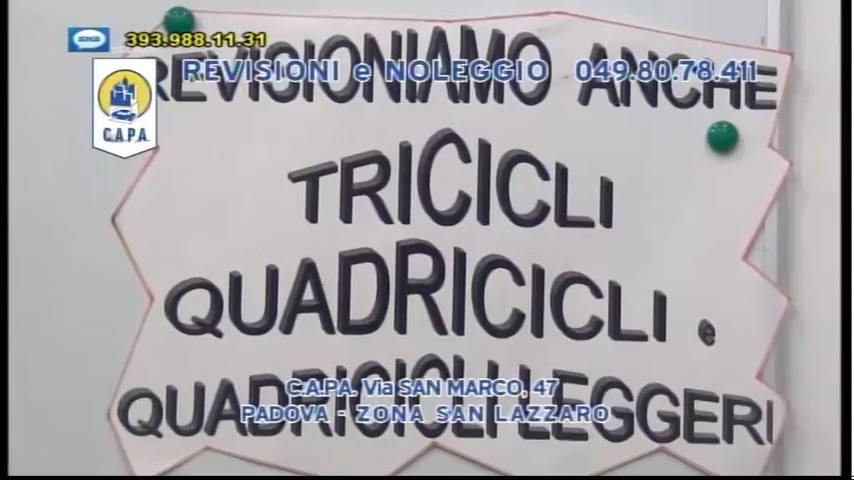 SMS 393.988.11.31
REVISIONI e NOLEGGIO 049.80.78.411
C.A.P.A.
REVISIONIAMO ANCHE
TRICICLI
QUADRICICLI e
QUADRICICLI LEGGERI
C.A.P.A. Via SAN MARCO, 47
PADOVA - ZONA SAN LAZZARO